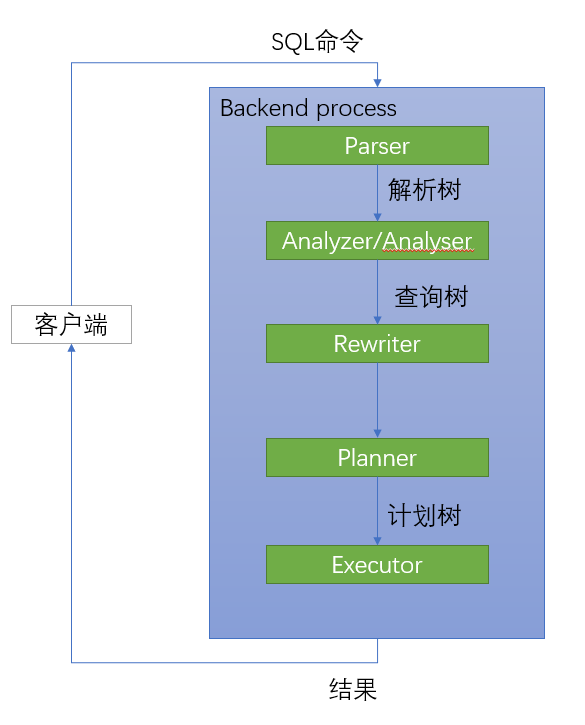 SQL命令
Backend process
Parser
解析树
Analyzer/Analyser
查询树
客户端
Rewriter
Planner
计划树
Executor
结果